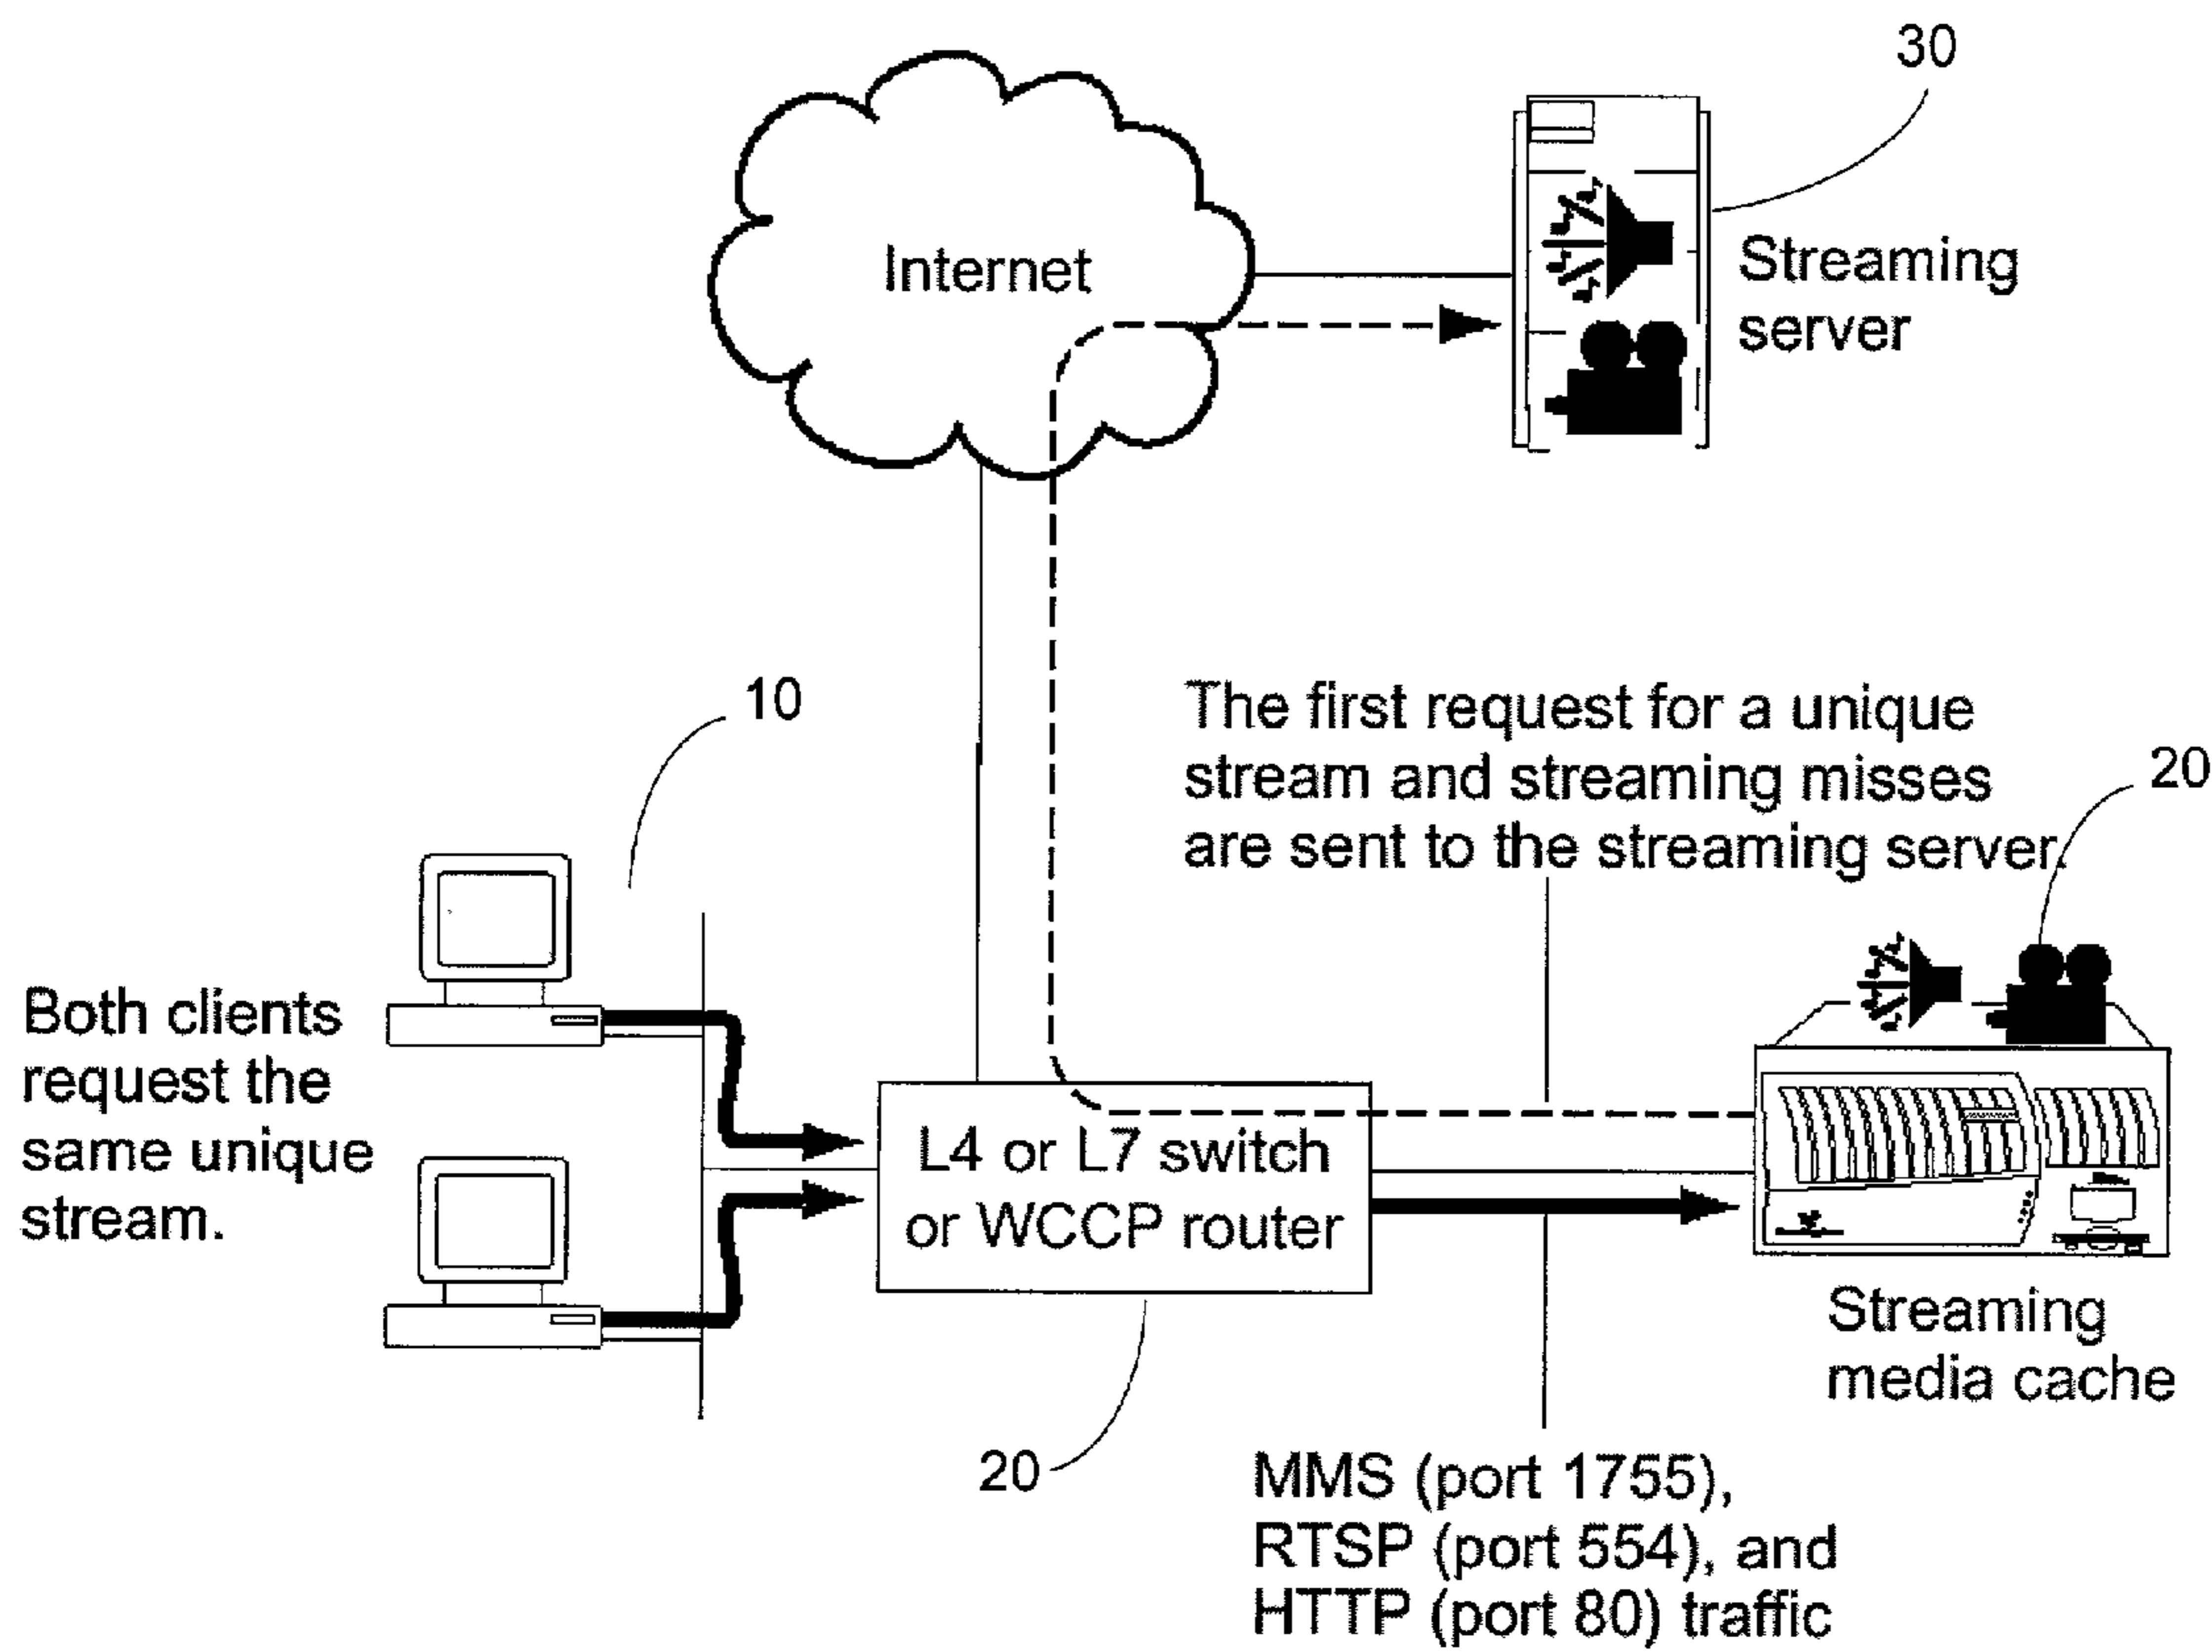 30
Internet
Streaming
server
10
The first request for a unique
stream and streaming misses
are sent to the streaming server.
20
Both clients
request the
same unique
stream.
L4 or L7 switch
or WCCP router
Streaming
media cache
20
MMS (port 1755),
RTSP (port 554), and
HTTP (port 80) traffic